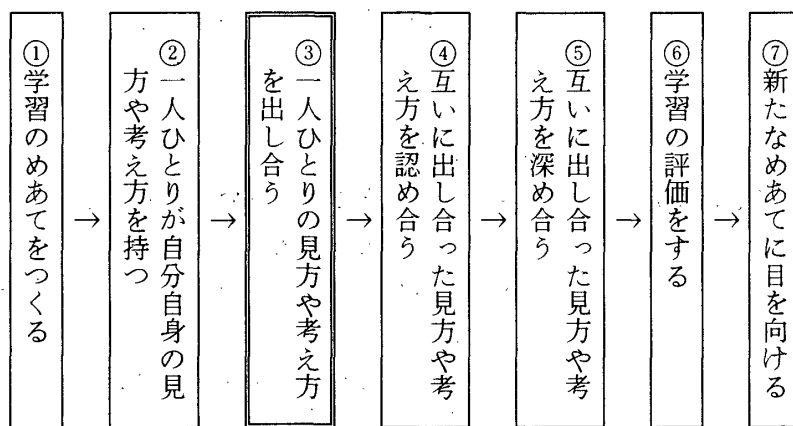 ①学習のめあてをつくる
→
②一人ひとりが自分自身の見
方や考え方を持つ
→
③一人ひとりの見方や考え方
を出し合う
→
④互いに出し合った見方や考
え方を認め合う
→
⑤互いに出し合った見方や考
え方を深め合う
→
⑥学習の評価をする
→
⑦新たなめあてに目を向ける